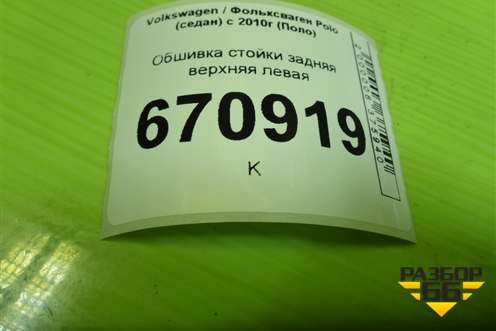 Volkswagen / Фольксваген Polo
(седан) с 2010г (Поло)
Обшивка стойки задняя
верхняя левая
670919
К
РАЗБОР
66